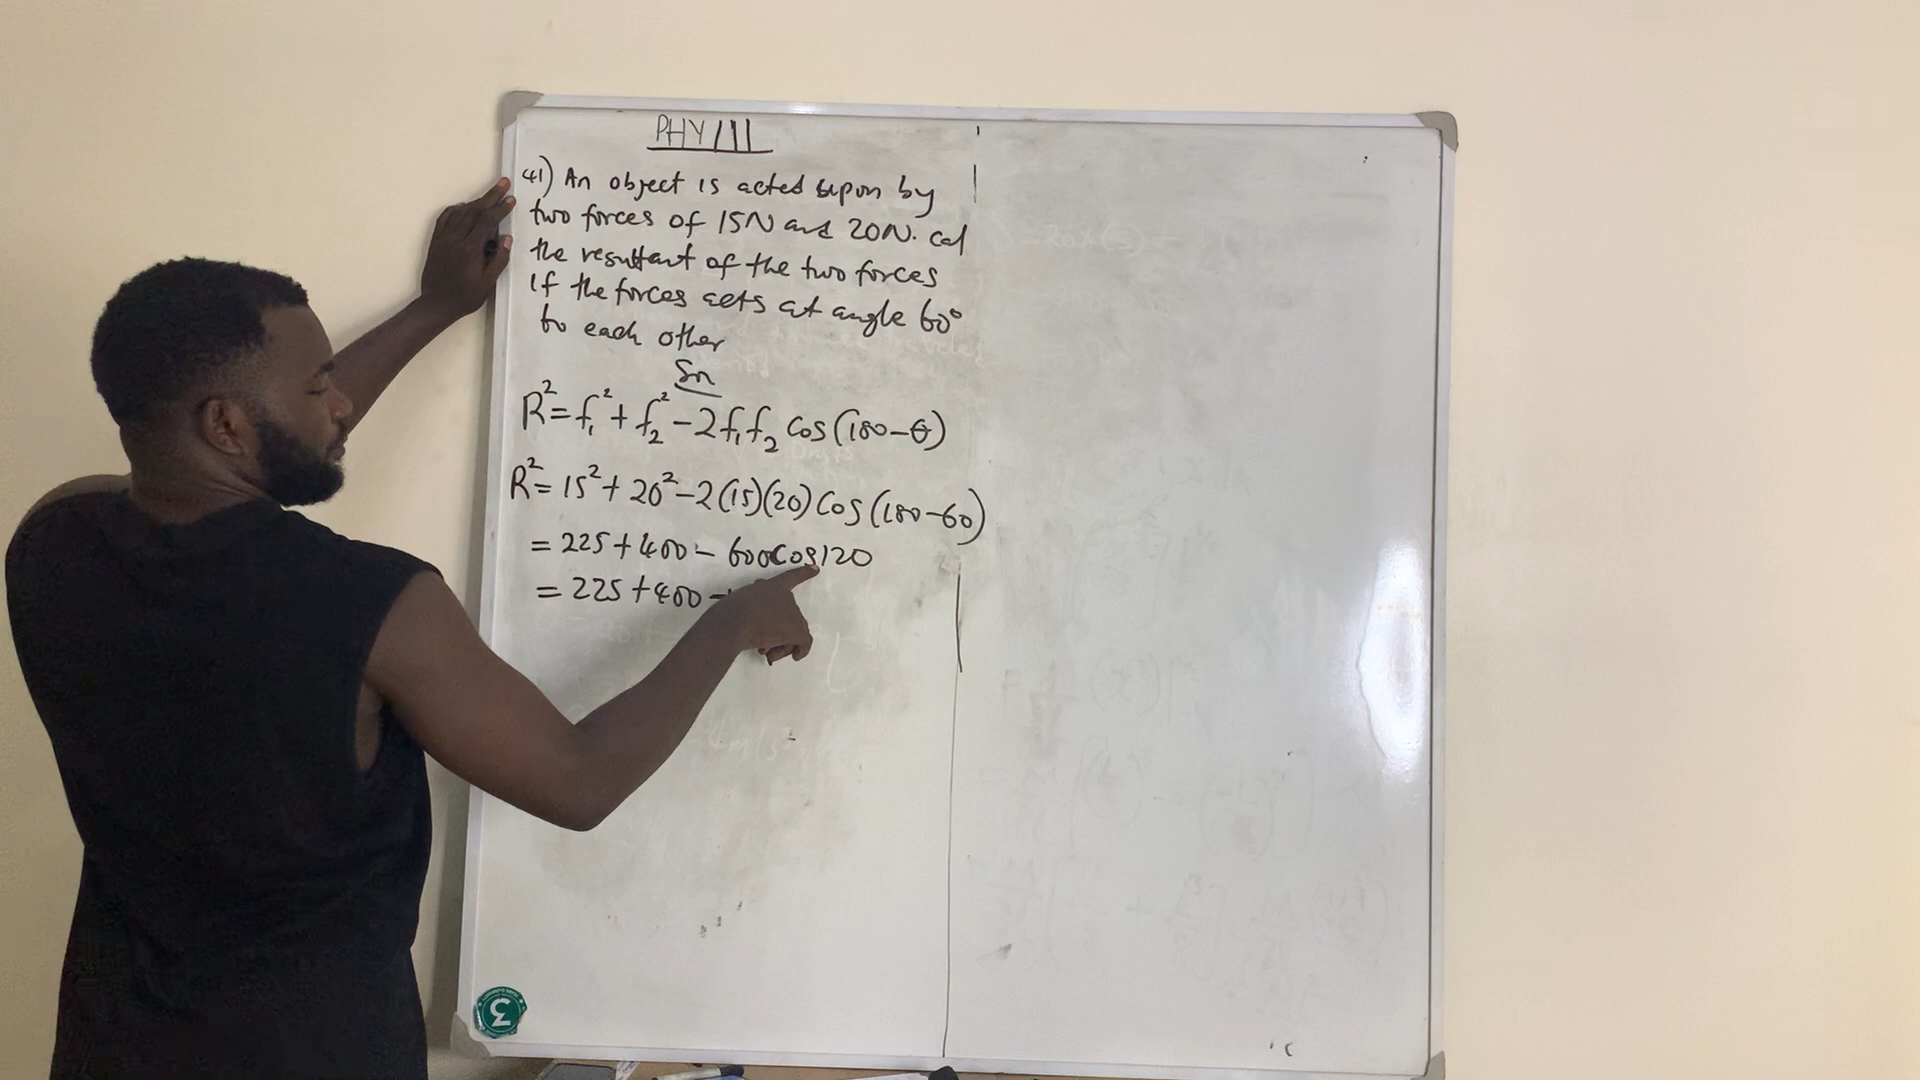 PHY111
41) An object is acted upon by
two forces of 15N and 20N. cal
the resultant of the two forces
If the forces acts at angle 60°
to each other
Sn
R² = f₁² + f₂² - 2f₁f₂ Cos(180-θ)
R² = 15² + 20² - 2(15)(20) Cos(180-60)
= 225 + 400 - 600Cos120
= 225 + 400 -
3